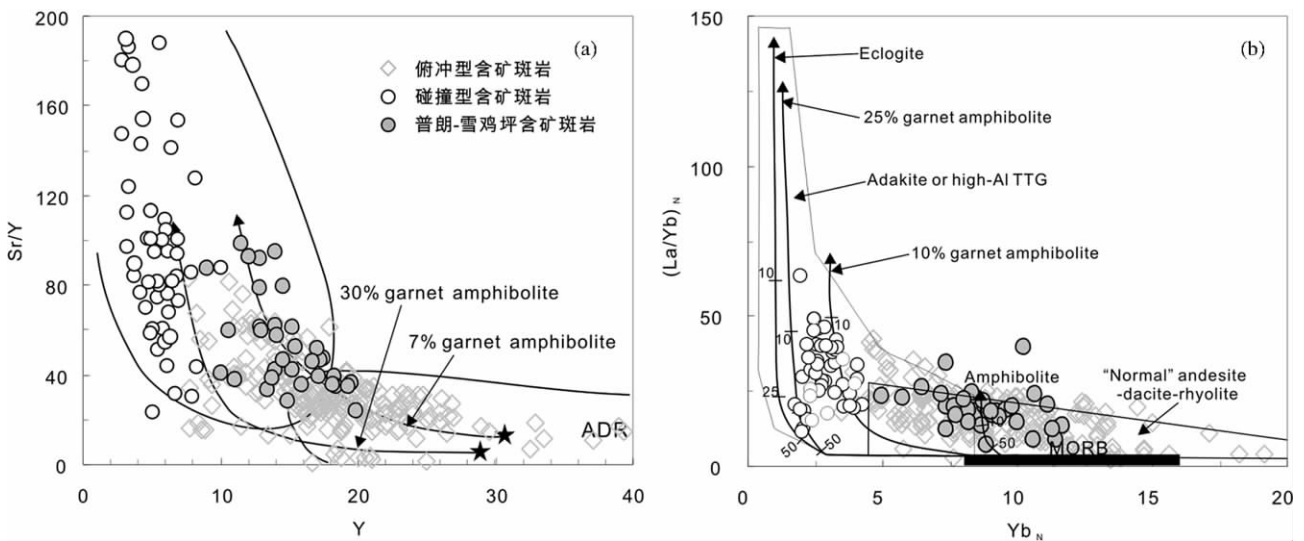 200
160
120
80
40
0
Sr/Y
0
10
20
30
40
Y
(a)
俯冲型含矿斑岩
碰撞型含矿斑岩
普朗-雪鸡坪含矿斑岩
30% garnet amphibolite
7% garnet amphibolite
ADR
150
100
50
0
(La/Yb)N
0
5
10
15
20
YbN
(b)
Eclogite
25% garnet amphibolite
Adakite or high-Al TTG
10% garnet amphibolite
10
10
10
25
50
50
Amphibolite
10
50
"Normal" andesite
-dacite-rhyolite
MORB